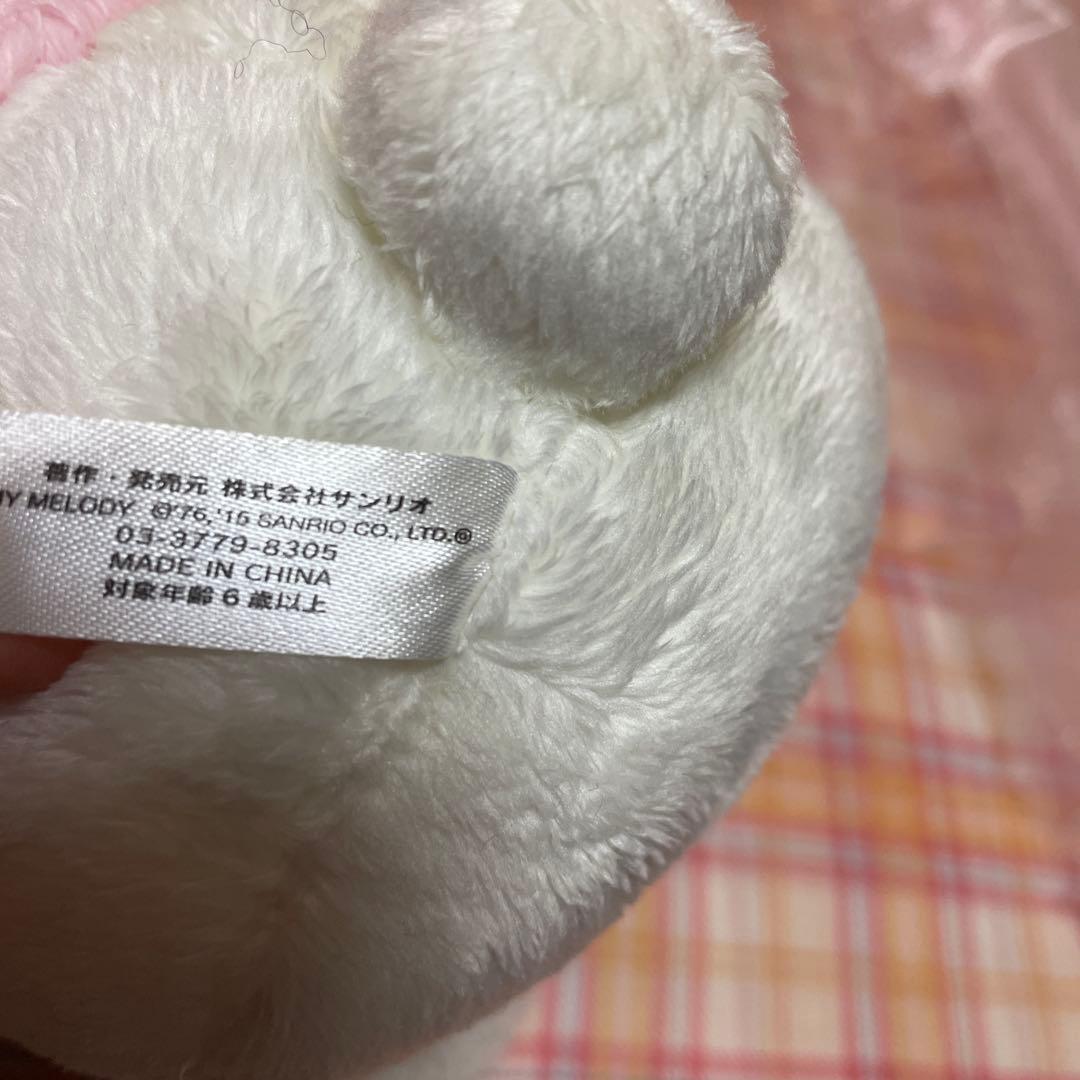 著作・発売元 株式会社サンリオ
MY MELODY ©'76,'15 SANRIO CO., LTD.®
03-3779-8305
MADE IN CHINA
対象年齢6歳以上